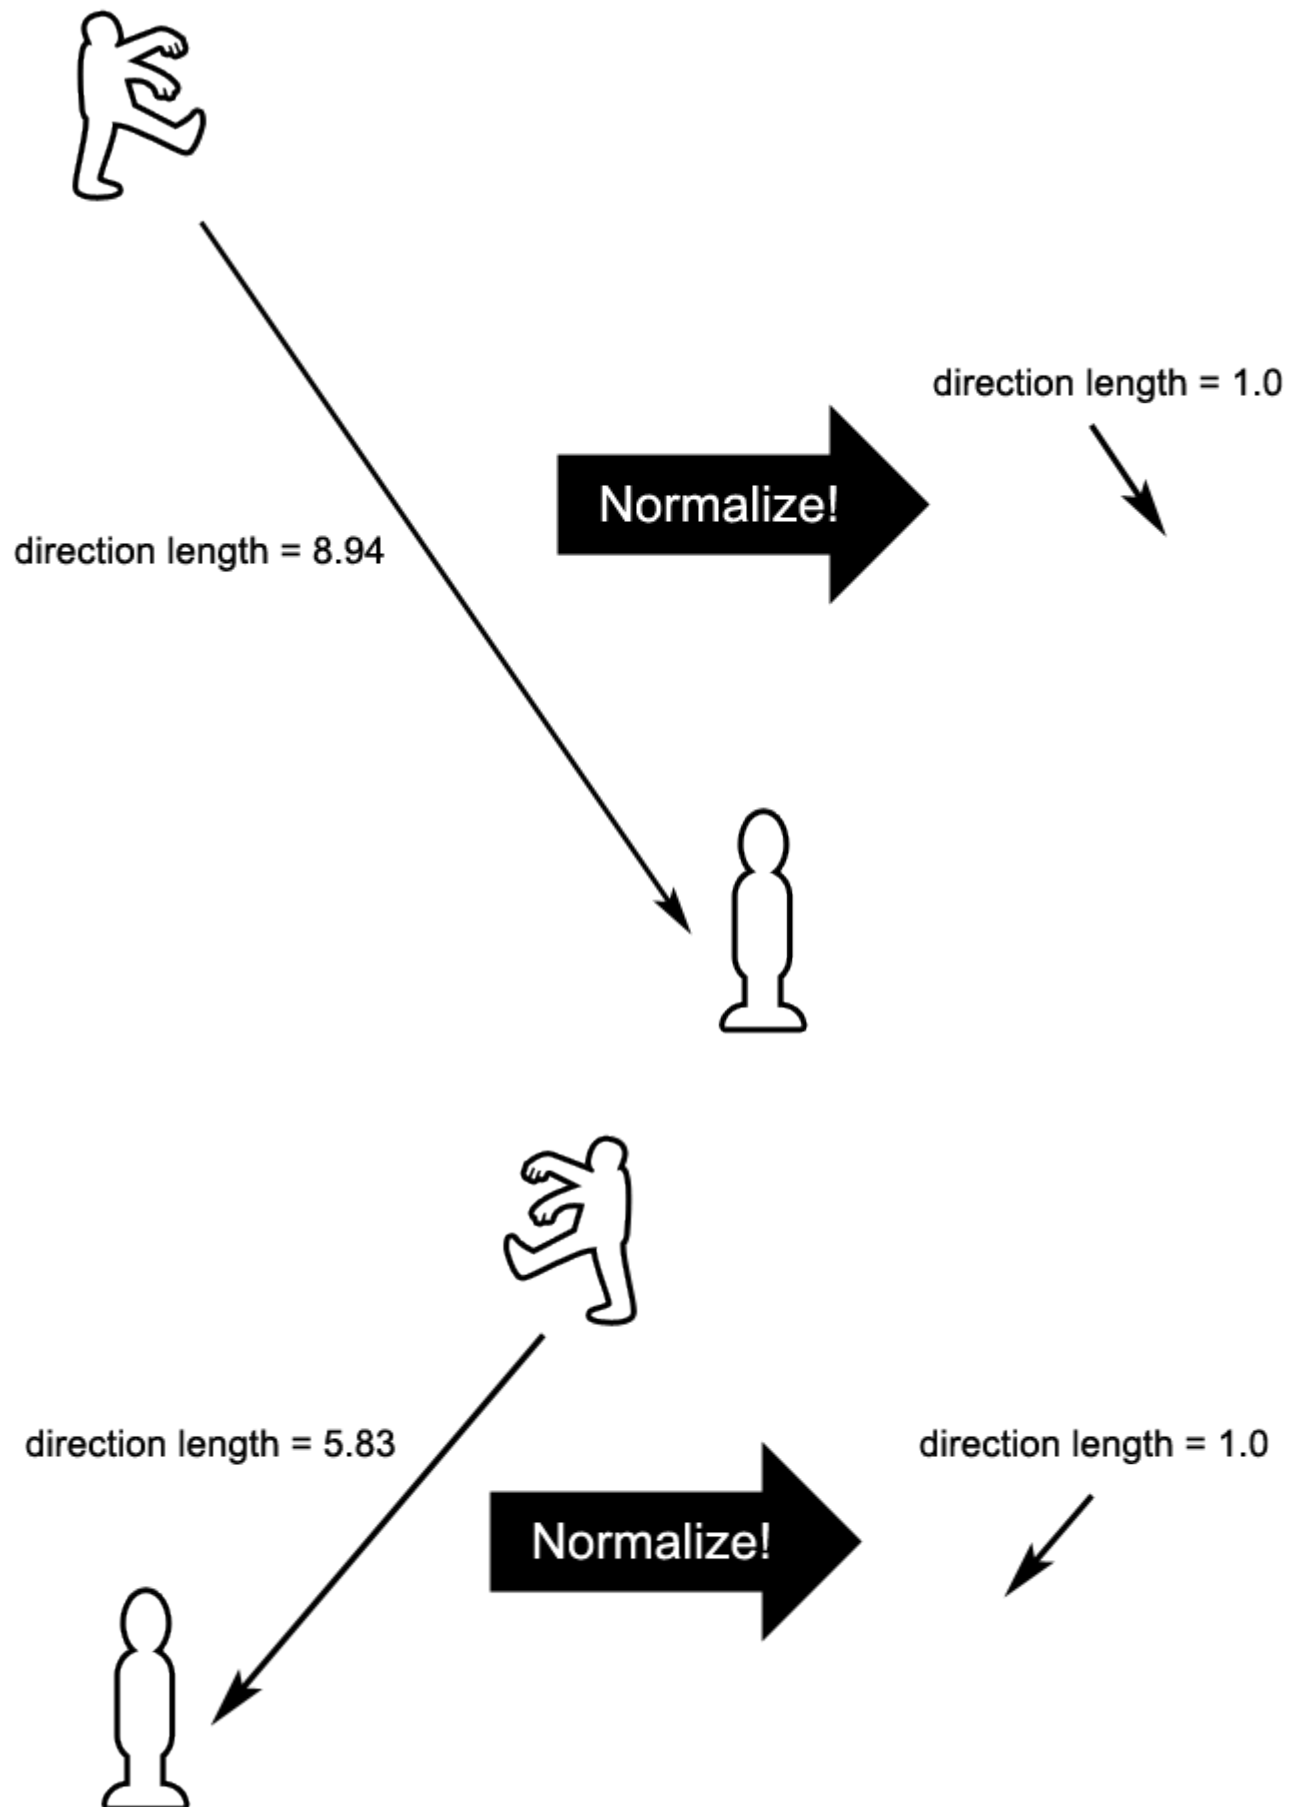 direction length = 1.0
Normalize!
direction length = 8.94
direction length = 5.83
direction length = 1.0
Normalize!